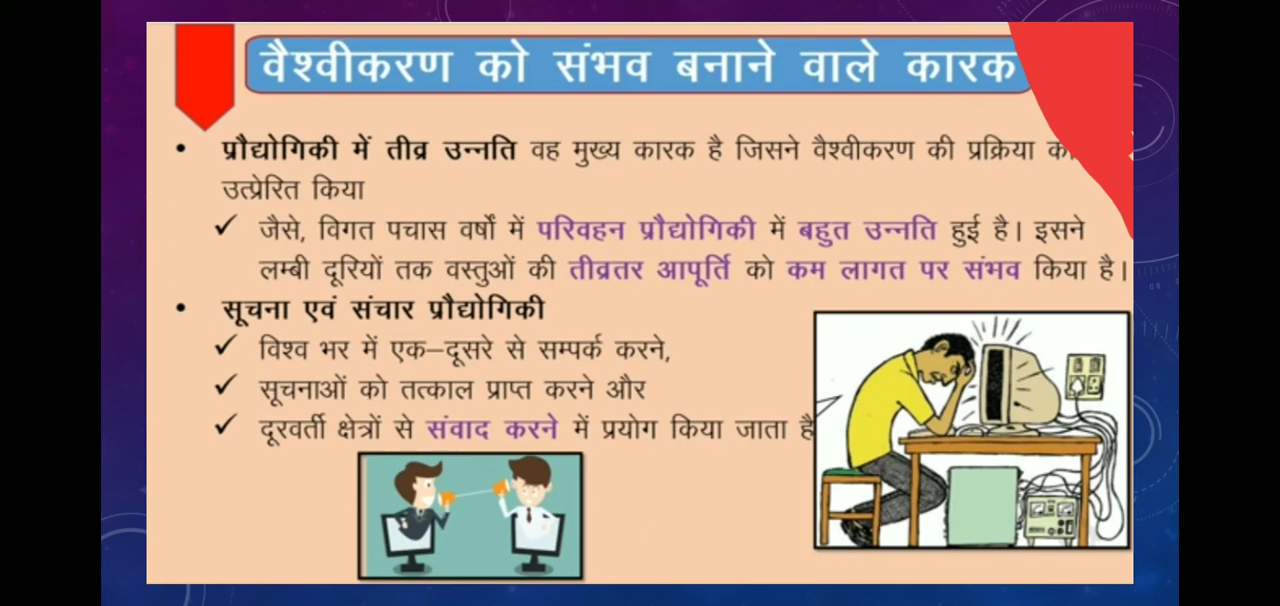 वैश्वीकरण को संभव बनाने वाले कारक
• प्रौद्योगिकी में तीव्र उन्नति वह मुख्य कारक है जिसने वैश्वीकरण की प्रक्रिया
उत्प्रेरित किया
✓ जैसे, विगत पचास वर्षों में परिवहन प्रौद्योगिकी में बहुत उन्नति हुई है। इसने
लम्बी दूरियों तक वस्तुओं की तीव्रतर आपूर्ति को कम लागत पर संभव किया है।
• सूचना एवं संचार प्रौद्योगिकी
✓ विश्व भर में एक–दूसरे से सम्पर्क करने,
✓ सूचनाओं को तत्काल प्राप्त करने और
✓ दूरवर्ती क्षेत्रों से संवाद करने में प्रयोग किया जाता है